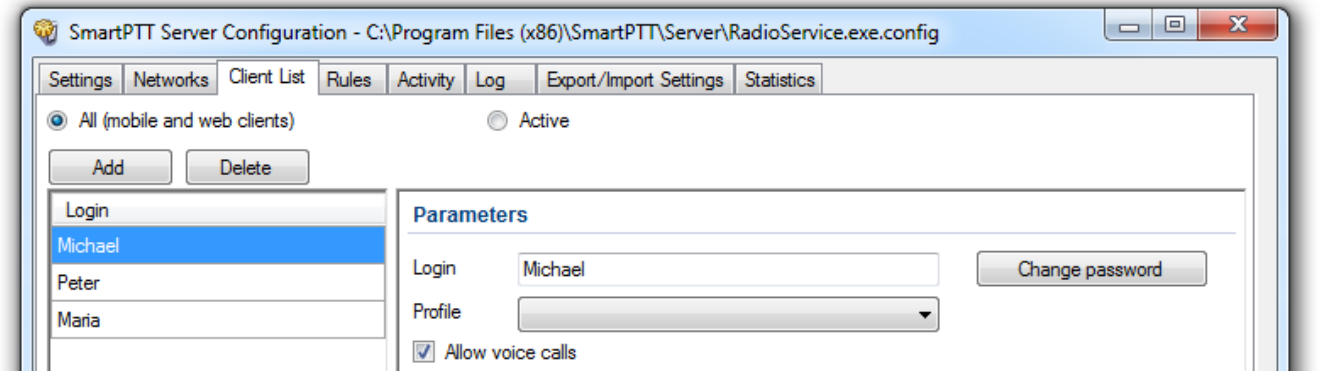 SmartPTT Server Configuration - C:\Program Files (x86)\SmartPTT\Server\RadioService.exe.config
Settings Networks Client List Rules Activity Log Export/Import Settings Statistics
All (mobile and web clients) Active
Add Delete
Login
Michael
Peter
Maria
Parameters
Login Michael Change password
Profile
Allow voice calls